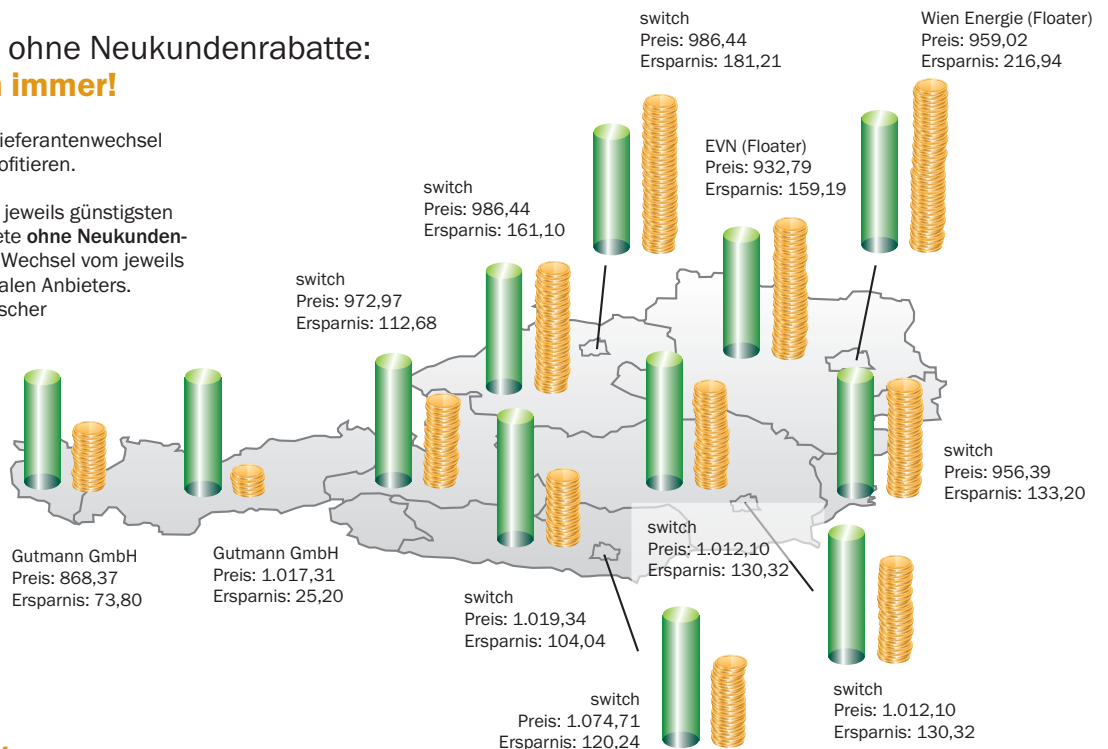 ohne Neukundenrabatte:
immer!
ieferantenwechsel
ofitieren.
jeweils günstigsten
ete ohne Neukunden-
Wechsel vom jeweils
alen Anbieters.
scher
switch
Preis: 986,44
Ersparnis: 181,21
Wien Energie (Floater)
Preis: 959,02
Ersparnis: 216,94
EVN (Floater)
Preis: 932,79
Ersparnis: 159,19
switch
Preis: 986,44
Ersparnis: 161,10
switch
Preis: 972,97
Ersparnis: 112,68
switch
Preis: 956,39
Ersparnis: 133,20
Gutmann GmbH
Preis: 868,37
Ersparnis: 73,80
Gutmann GmbH
Preis: 1.017,31
Ersparnis: 25,20
switch
Preis: 1.012,10
Ersparnis: 130,32
switch
Preis: 1.019,34
Ersparnis: 104,04
switch
Preis: 1.074,71
Ersparnis: 120,24
switch
Preis: 1.012,10
Ersparnis: 130,32